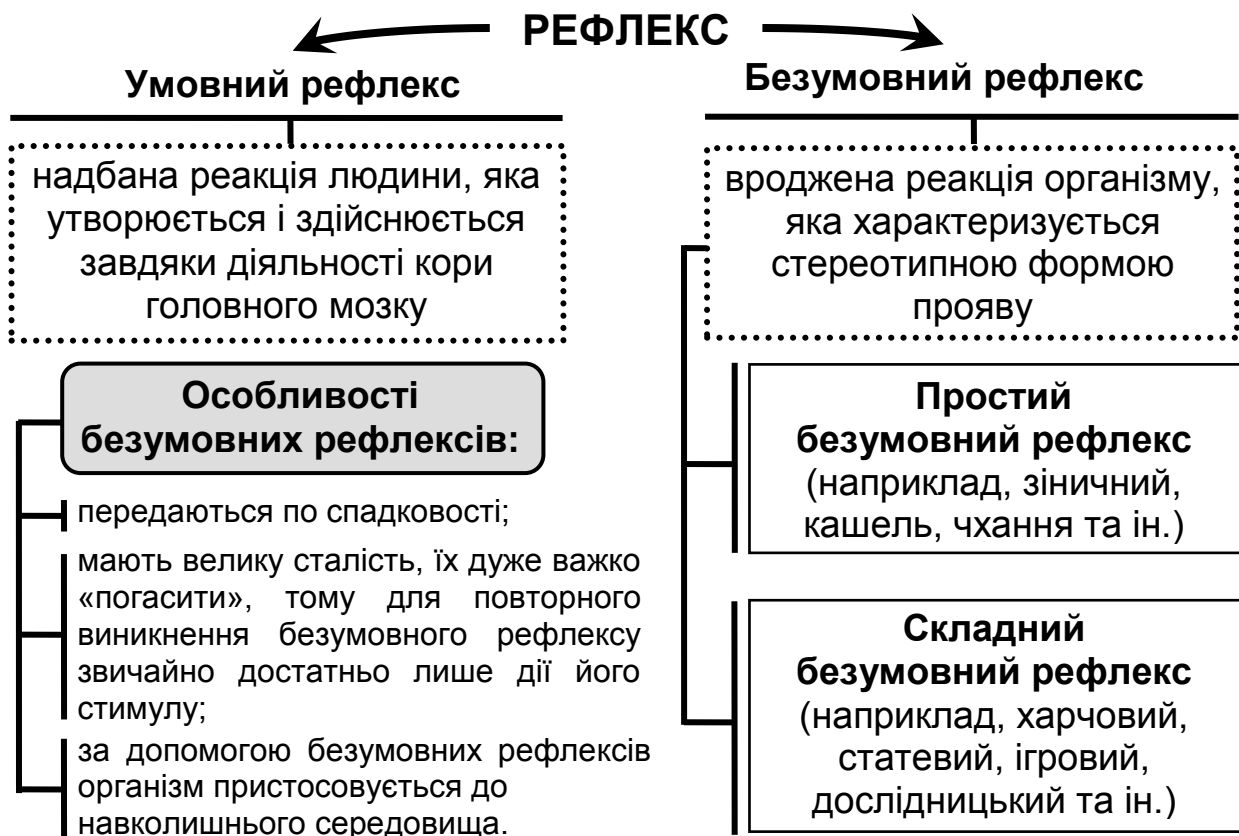 РЕФЛЕКС
Умовний рефлекс
надбана реакція людини, яка
утворюється і здійснюється
завдяки діяльності кори
головного мозку
Особливості
безумовних рефлексів:
передаються по спадковості;
мають велику сталість, їх дуже важко
«погасити», тому для повторного
виникнення безумовного рефлексу
звичайно достатньо лише дії його
стимулу;
за допомогою безумовних рефлексів
організм пристосовується до
навколишнього середовища.
Безумовний рефлекс
вроджена реакція організму,
яка характеризується
стереотипною формою
прояву
Простий
безумовний рефлекс
(наприклад, зіничний,
кашель, чхання та ін.)
Складний
безумовний рефлекс
(наприклад, харчовий,
статевий, ігровий,
дослідницький та ін.)